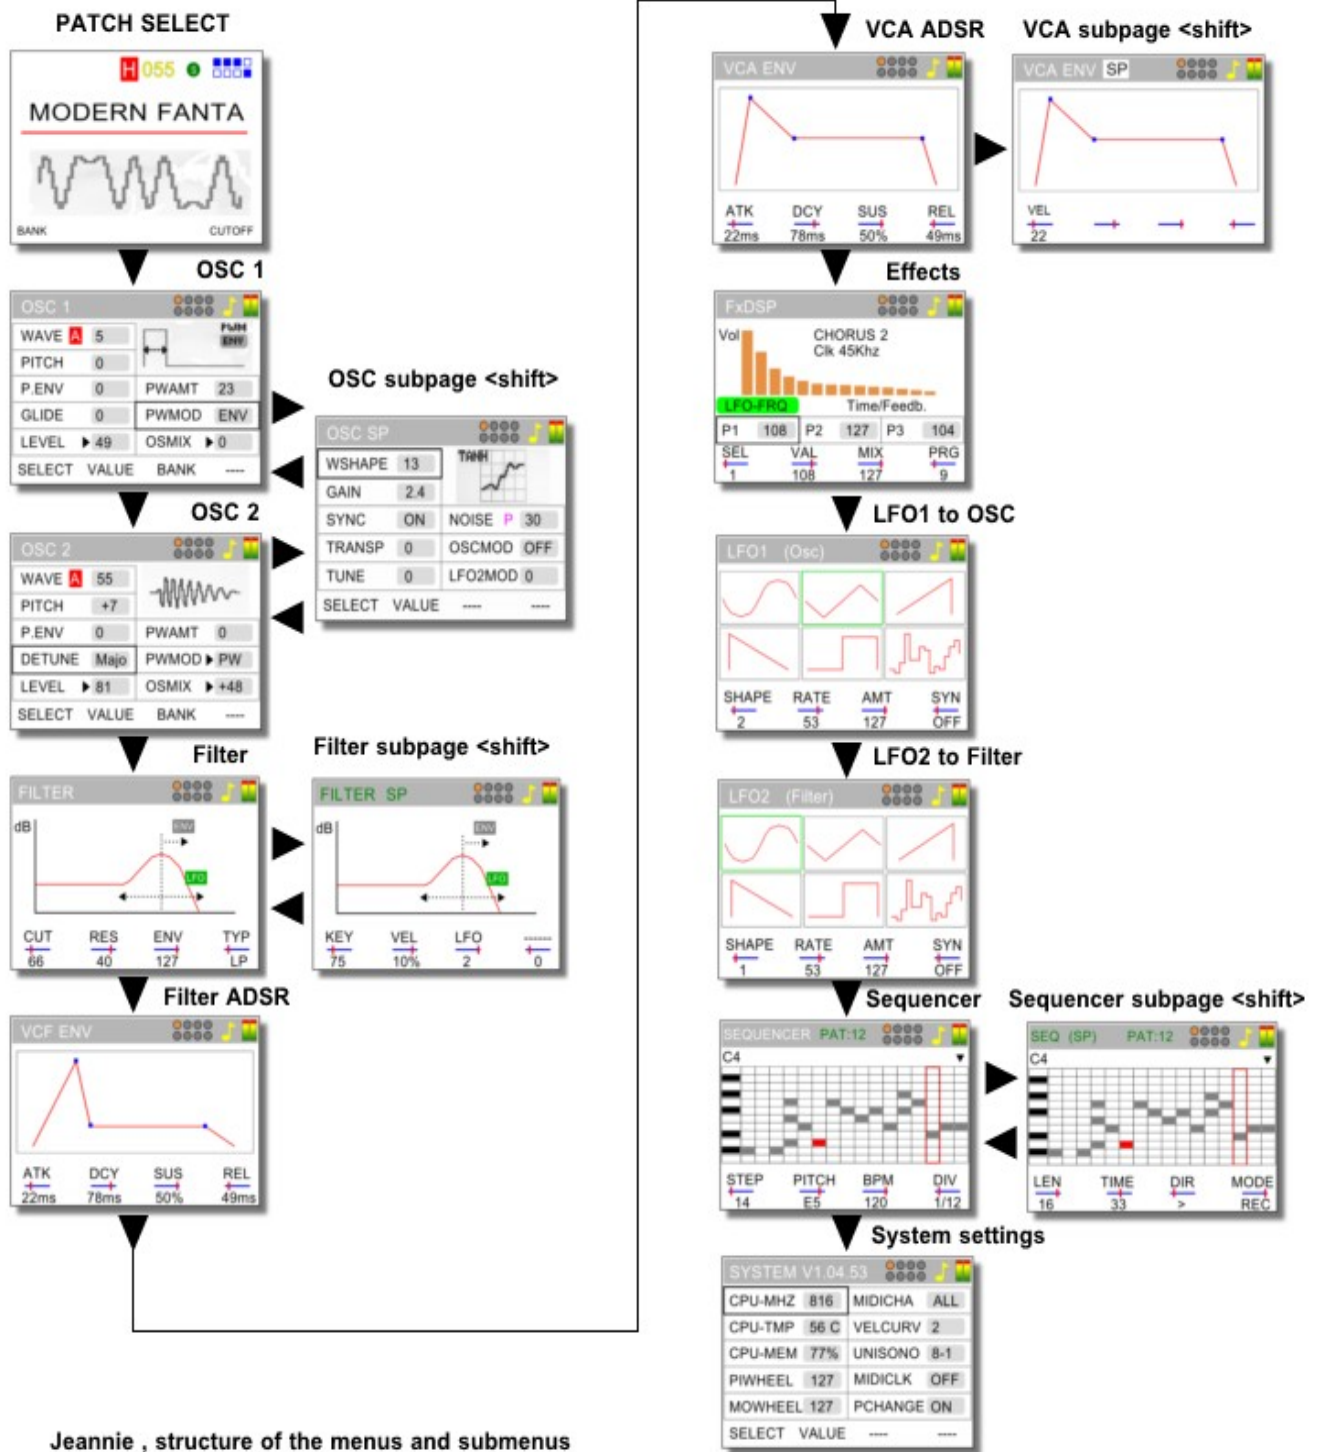 PATCH SELECT
H 055
MODERN FANTA
BANK CUTOFF
OSC 1
OSC 1
WAVE A 5
PWM
ENV
PITCH 0
P.ENV 0 PWAMT 23
GLIDE 0 PWMOD ENV
LEVEL 49 OSMIX 0
SELECT VALUE BANK ----
OSC subpage <shift>
OSC SP
WSHAPE 13
TANH
GAIN 2.4
SYNC ON NOISE P 30
TRANSP 0 OSCMOD OFF
TUNE 0 LFO2MOD 0
SELECT VALUE ---- ----
OSC 2
OSC 2
WAVE A 55
PITCH +7
P.ENV 0 PWAMT 0
DETUNE Majo PWMOD PW
LEVEL 81 OSMIX +48
SELECT VALUE BANK ----
Filter
FILTER
dB
ENV
LFO
CUT RES ENV TYP
66 40 127 LP
Filter subpage <shift>
FILTER SP
dB
ENV
LFO
KEY VEL LFO ------
75 10% 2 0
Filter ADSR
VCF ENV
ATK DCY SUS REL
22ms 78ms 50% 49ms
VCA ADSR
VCA ENV
ATK DCY SUS REL
22ms 78ms 50% 49ms
VCA subpage <shift>
VCA ENV SP
VEL
22
Effects
FxDSP
Vol CHORUS 2
Clk 45Khz
LFO-FRQ Time/Feedb.
P1 108 P2 127 P3 104
SEL VAL MIX PRG
1 108 127 9
LFO1 to OSC
LFO1 (Osc)
SHAPE RATE AMT SYN
2 53 127 OFF
LFO2 to Filter
LFO2 (Filter)
SHAPE RATE AMT SYN
1 53 127 OFF
Sequencer
SEQUENCER PAT:12
C4
STEP PITCH BPM DIV
14 E5 120 1/12
Sequencer subpage <shift>
SEQ (SP) PAT:12
C4
LEN TIME DIR MODE
16 33 > REC
System settings
SYSTEM V1.04.53
CPU-MHZ 816 MIDICHA ALL
CPU-TMP 56 C VELCURV 2
CPU-MEM 77% UNISONO 8-1
PIWHEEL 127 MIDICLK OFF
MOWHEEL 127 PCHANGE ON
SELECT VALUE ---- ----
Jeannie , structure of the menus and submenus